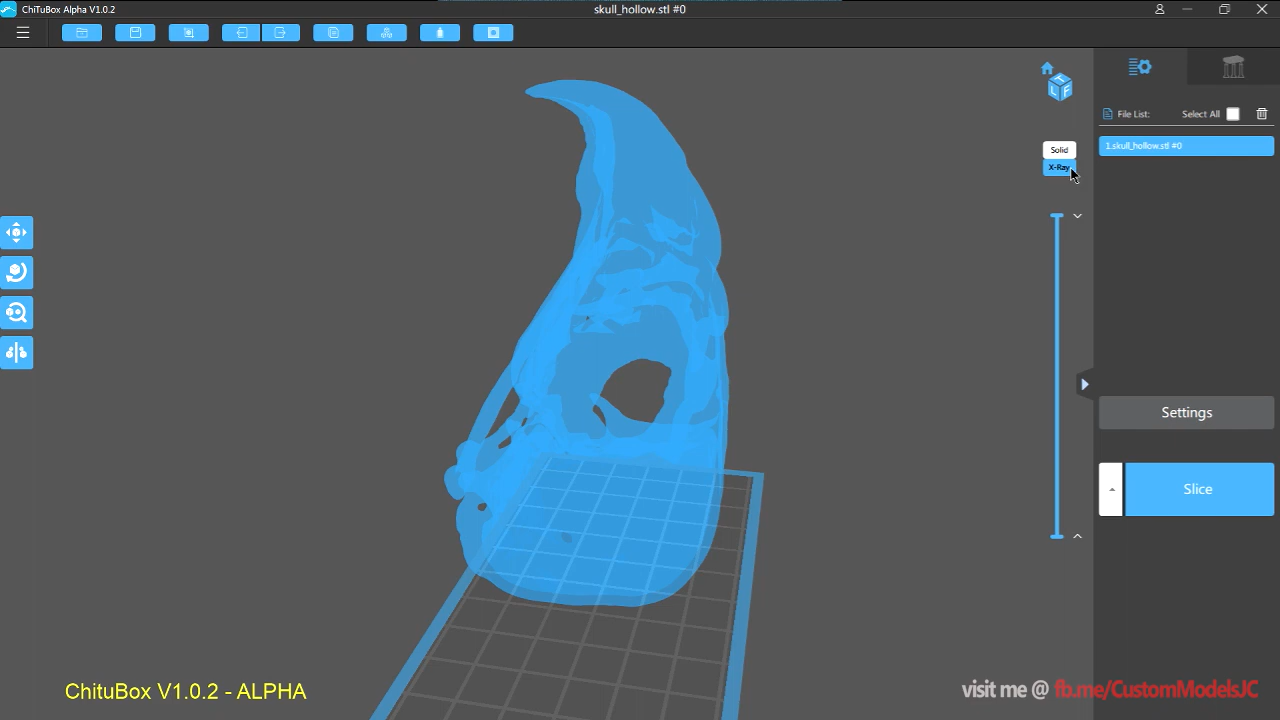 ChiTuBox Alpha V1.0.2
skull_hollow.stl #0
T
L F
File List:
Select All
1.skull_hollow.stl #0
Solid
X-Ray
Settings
Slice
ChituBox V1.0.2 - ALPHA
visit me @ fb.me/CustomModelsJC